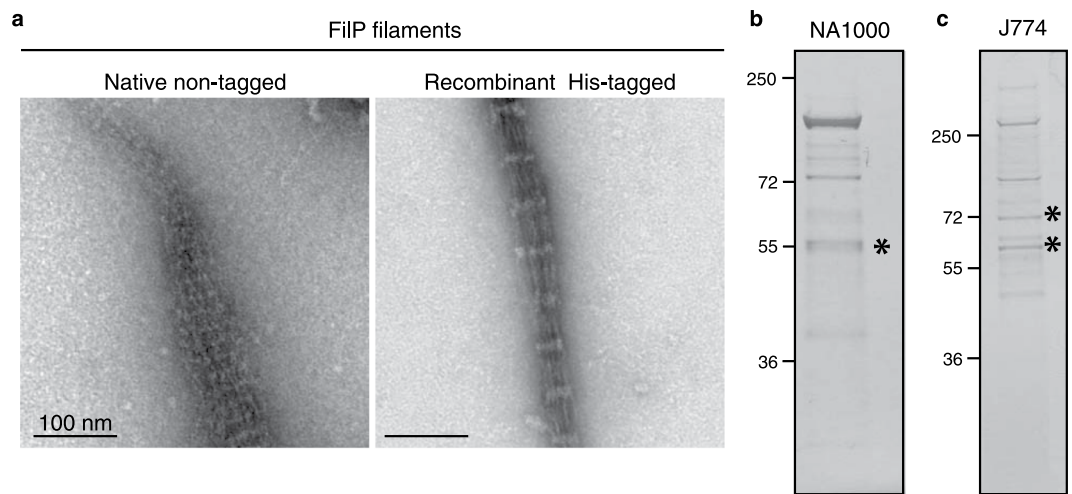 a
FilP filaments
Native non-tagged
Recombinant His-tagged
100 nm
b
NA1000
250
72
55
*
36
c
J774
250
72
*
*
55
36